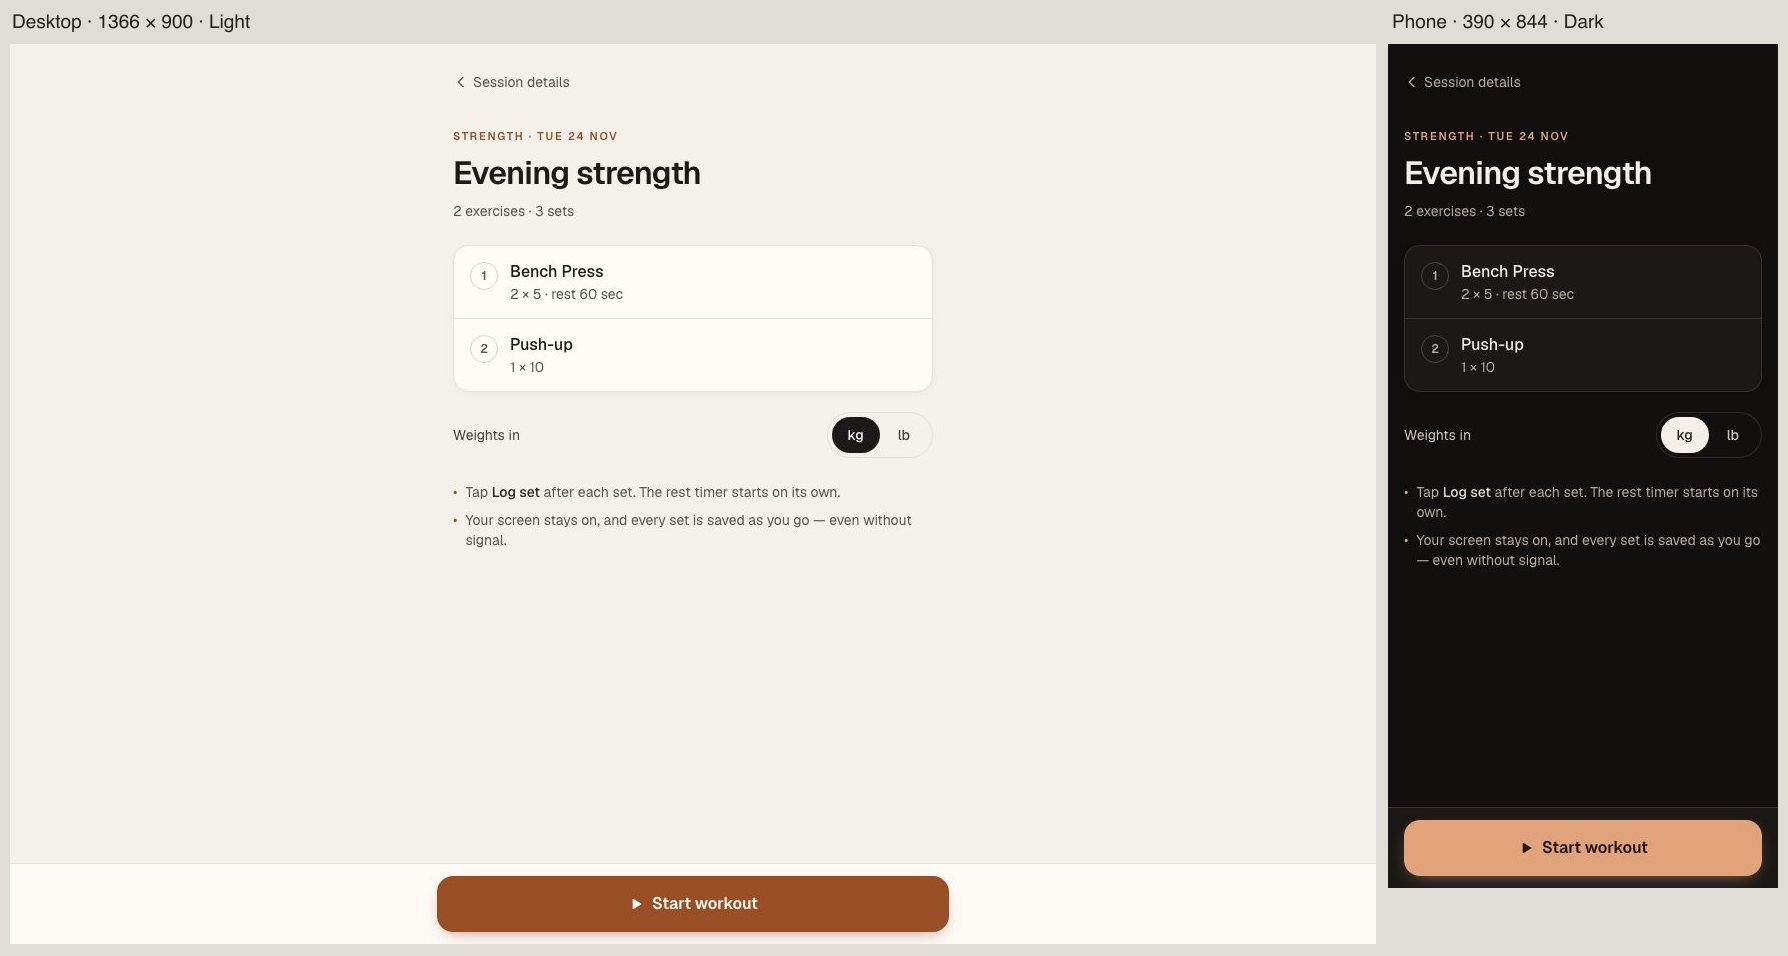 Desktop · 1366 × 900 · Light
Session details
STRENGTH · TUE 24 NOV
Evening strength
2 exercises · 3 sets
1
Bench Press
2 × 5 · rest 60 sec
2
Push-up
1 × 10
Weights in
kg
lb
• Tap Log set after each set. The rest timer starts on its own.
• Your screen stays on, and every set is saved as you go — even without
signal.
Start workout
Phone · 390 × 844 · Dark
Session details
STRENGTH · TUE 24 NOV
Evening strength
2 exercises · 3 sets
1
Bench Press
2 × 5 · rest 60 sec
2
Push-up
1 × 10
Weights in
kg
lb
• Tap Log set after each set. The rest timer starts on its
own.
• Your screen stays on, and every set is saved as you go
— even without signal.
Start workout